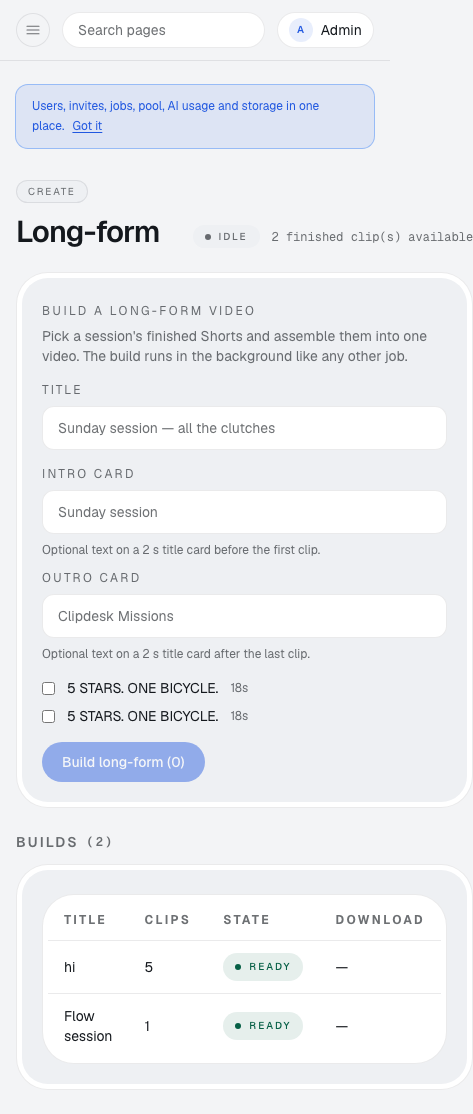 Search pages
A Admin
Users, invites, jobs, pool, AI usage and storage in one
place. Got it
CREATE
Long-form
IDLE 2 finished clip(s) available
BUILD A LONG-FORM VIDEO
Pick a session's finished Shorts and assemble them into one
video. The build runs in the background like any other job.
TITLE
Sunday session — all the clutches
INTRO CARD
Sunday session
Optional text on a 2 s title card before the first clip.
OUTRO CARD
Clipdesk Missions
Optional text on a 2 s title card after the last clip.
5 STARS. ONE BICYCLE. 18s
5 STARS. ONE BICYCLE. 18s
Build long-form (0)
BUILDS (2)
TITLE CLIPS STATE DOWNLOAD
hi 5 READY —
Flow
session 1 READY —